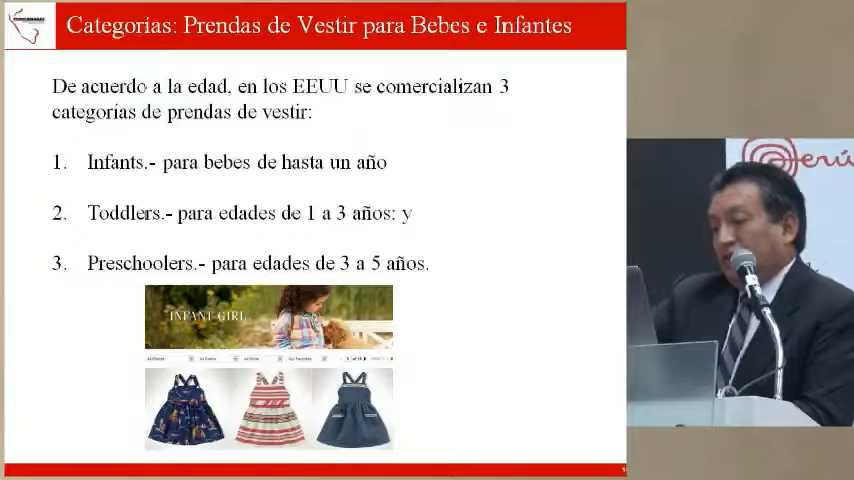 Categorías: Prendas de Vestir para Bebes e Infantes
De acuerdo a la edad, en los EEUU se comercializan 3
categorías de prendas de vestir:
1. Infants.- para bebes de hasta un año
2. Toddlers.- para edades de 1 a 3 años: y
3. Preschoolers.- para edades de 3 a 5 años.
INFANT GIRL
Perú